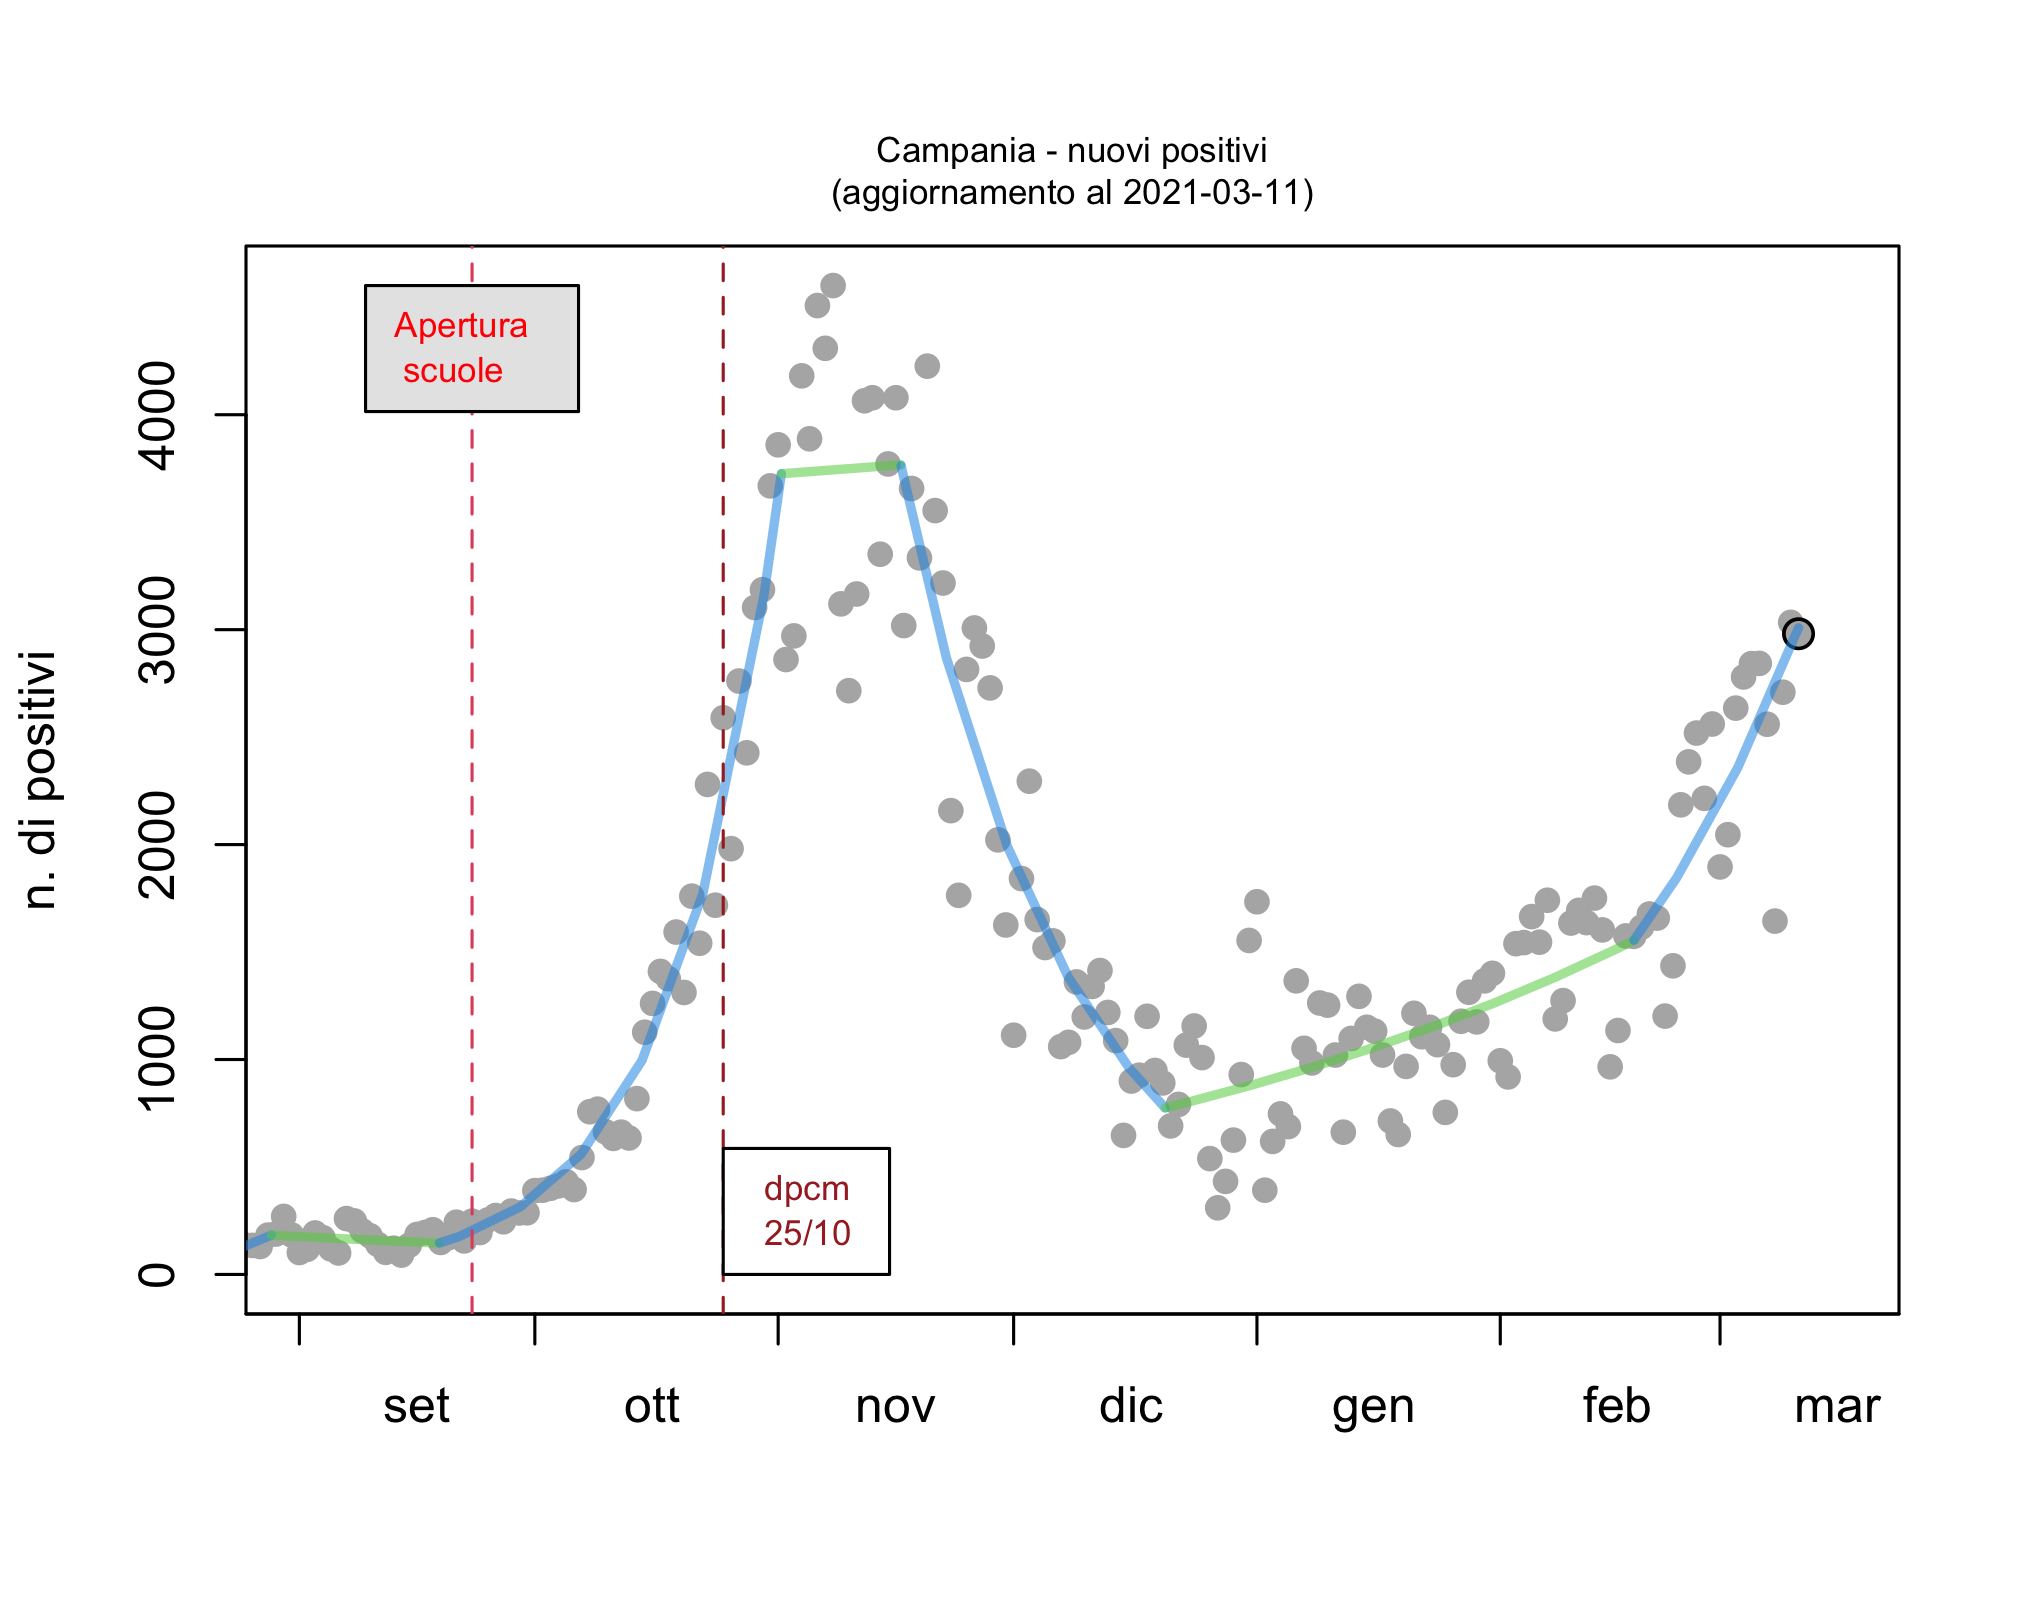 Campania - nuovi positivi
(aggiornamento al 2021-03-11)
n. di positivi
4000
3000
2000
1000
0
Apertura
scuole
dpcm
25/10
set
ott
nov
dic
gen
feb
mar